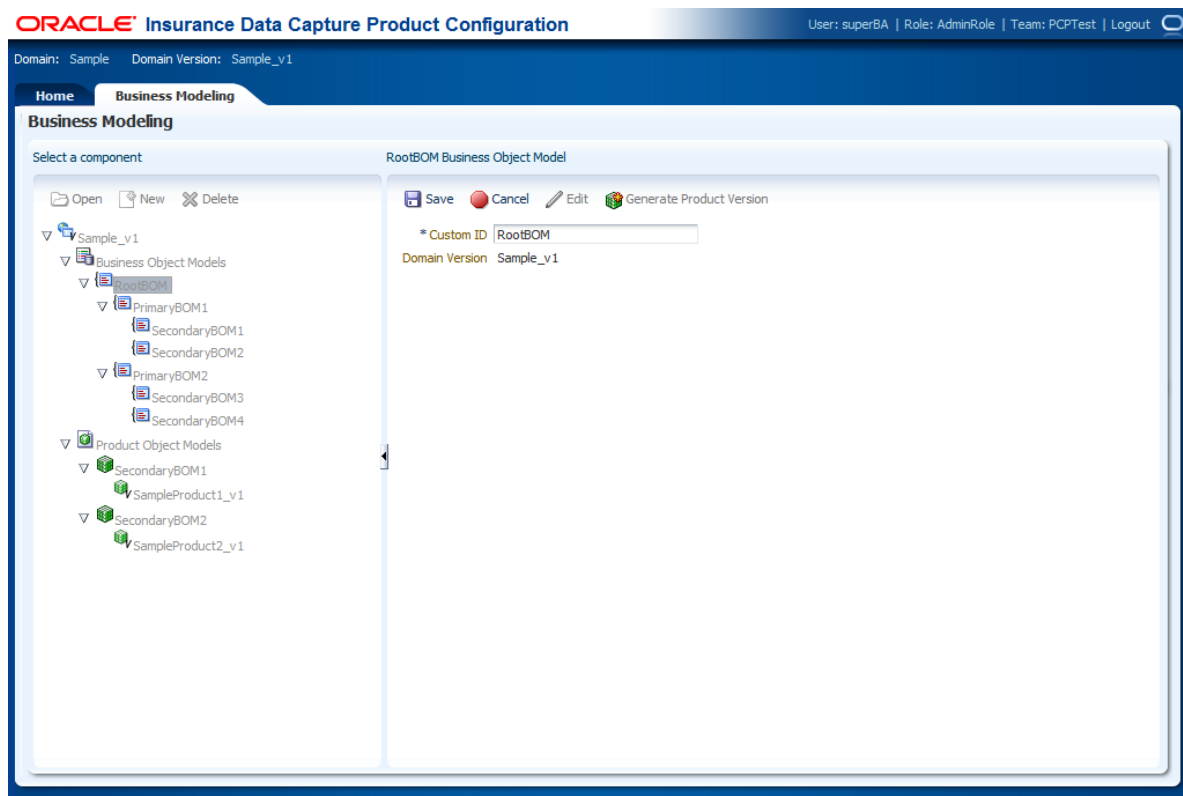 ORACLE Insurance Data Capture Product Configuration
User: superBA | Role: AdminRole | Team: PCPTest | Logout
Domain: Sample Domain Version: Sample_v1
Home Business Modeling
Business Modeling
Select a component
Open New Delete
Sample_v1
Business Object Models
RootBOM
PrimaryBOM1
SecondaryBOM1
SecondaryBOM2
PrimaryBOM2
SecondaryBOM3
SecondaryBOM4
Product Object Models
SecondaryBOM1
SampleProduct1_v1
SecondaryBOM2
SampleProduct2_v1
RootBOM Business Object Model
Save Cancel Edit Generate Product Version
* Custom ID RootBOM
Domain Version Sample_v1